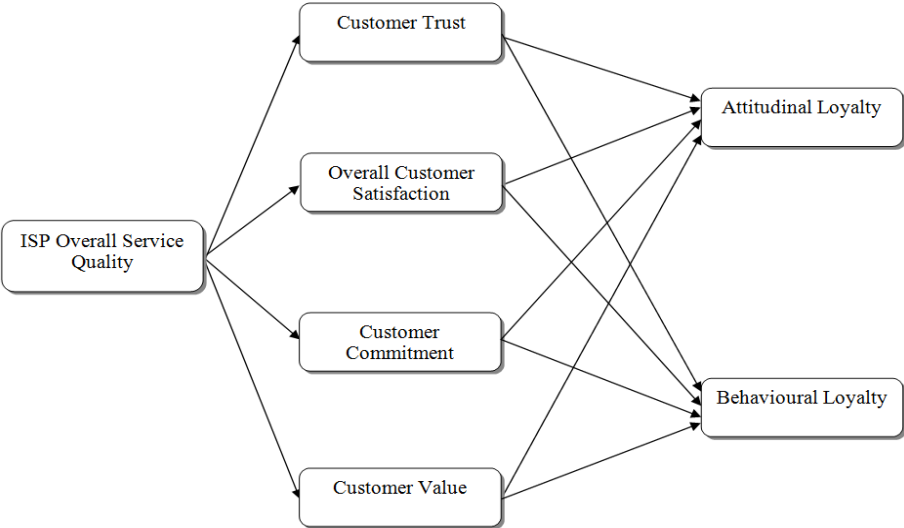 Customer Trust
Attitudinal Loyalty
Overall Customer
Satisfaction
ISP Overall Service
Quality
Customer
Commitment
Behavioural Loyalty
Customer Value